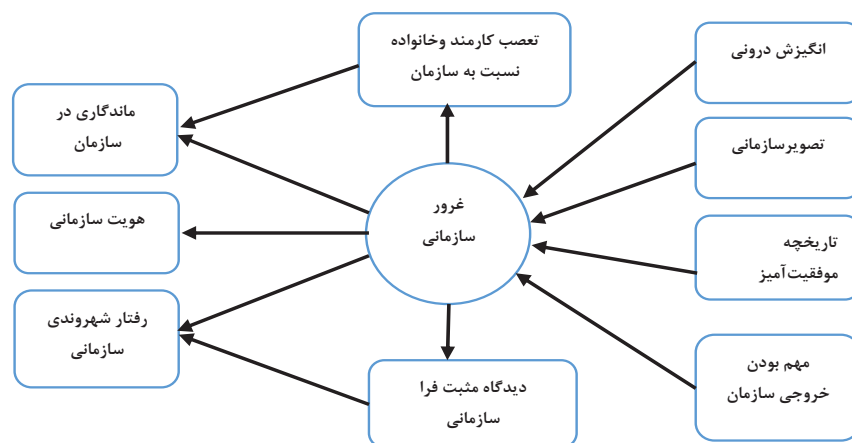 انگیزش درونی
تصویرسازمانی
تاریخچه
موفقیت‌آمیز
مهم بودن
خروجی سازمان
تعصب کارمند وخانواده
نسبت به سازمان
غرور
سازمانی
دیدگاه مثبت فرا
سازمانی
ماندگاری در
سازمان
هویت سازمانی
رفتار شهروندی
سازمانی